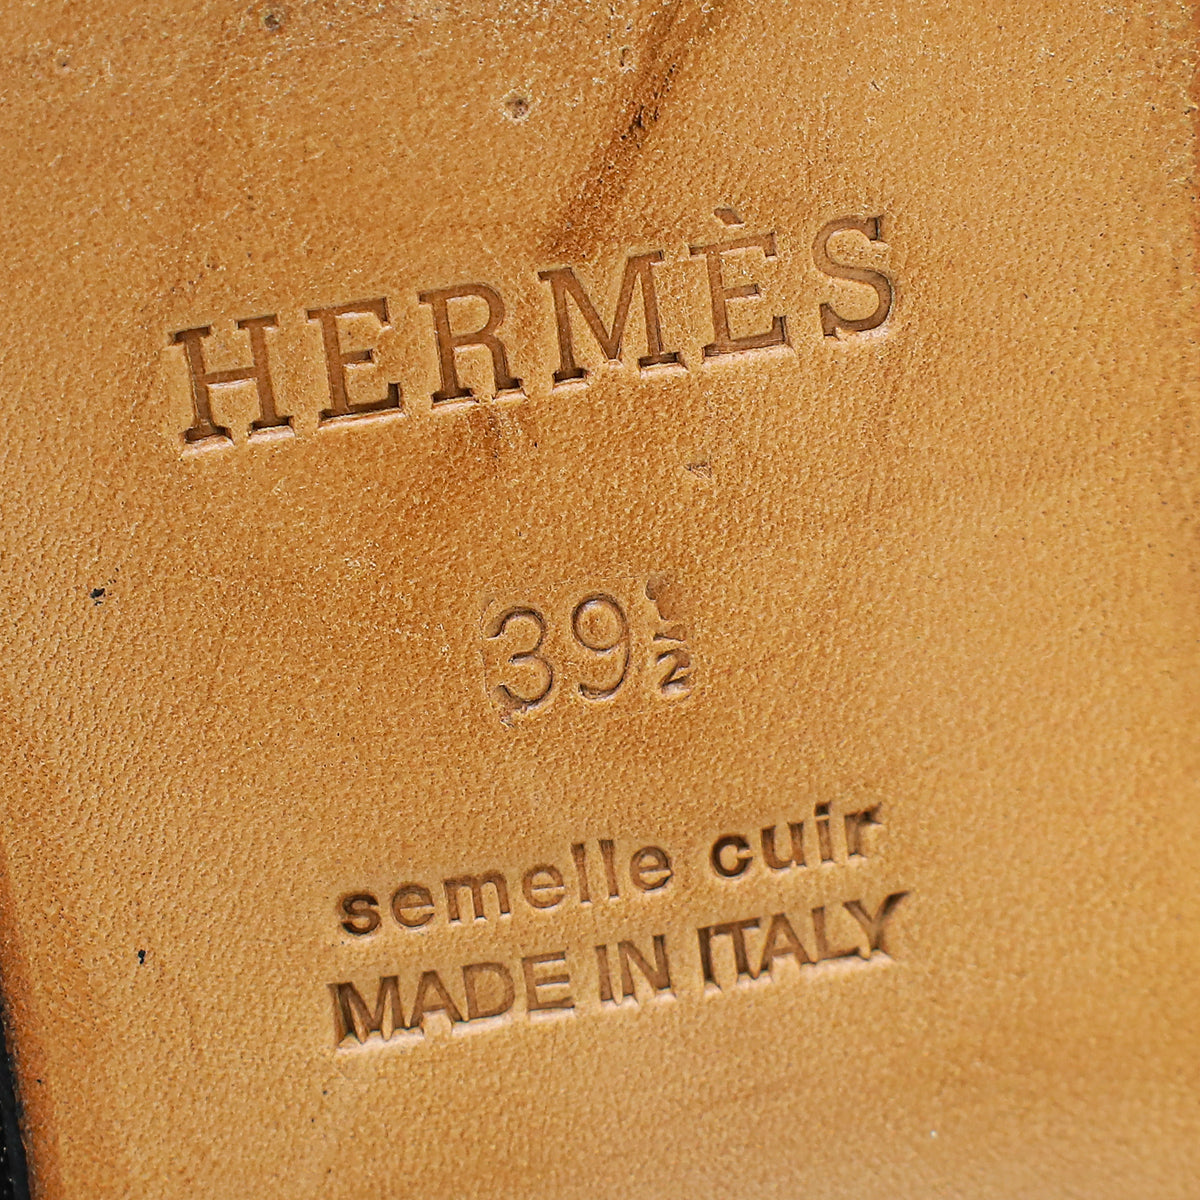 HERMÈS
39½
semelle cuir
MADE IN ITALY